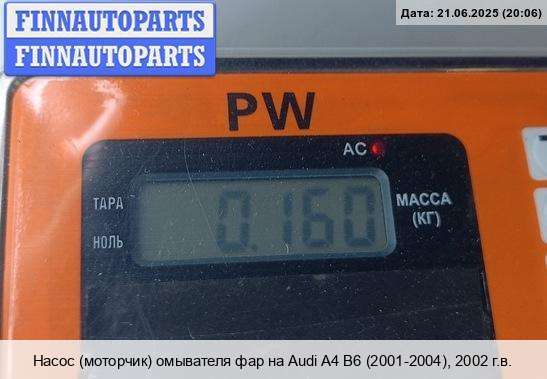 FINNAUTOPARTS
FINNAUTOPARTS
Дата: 21.06.2025 (20:06)
PW
AC
ТАРА
0.160
МАССА
(КГ)
НОЛЬ
Насос (моторчик) омывателя фар на Audi A4 B6 (2001-2004), 2002 г.в.